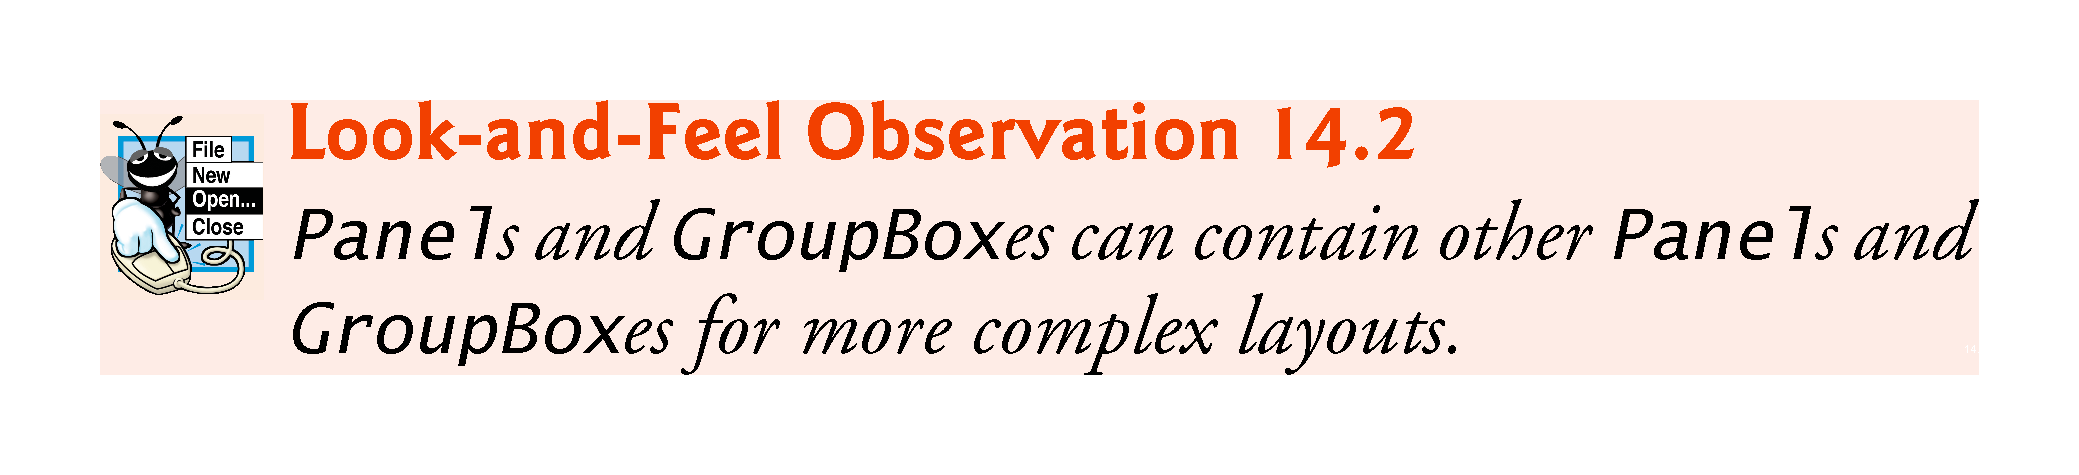 Look-and-Feel Observation 14.2
File
New
Open...
Close
Panels and GroupBoxes can contain other Panels and
GroupBoxes for more complex layouts.